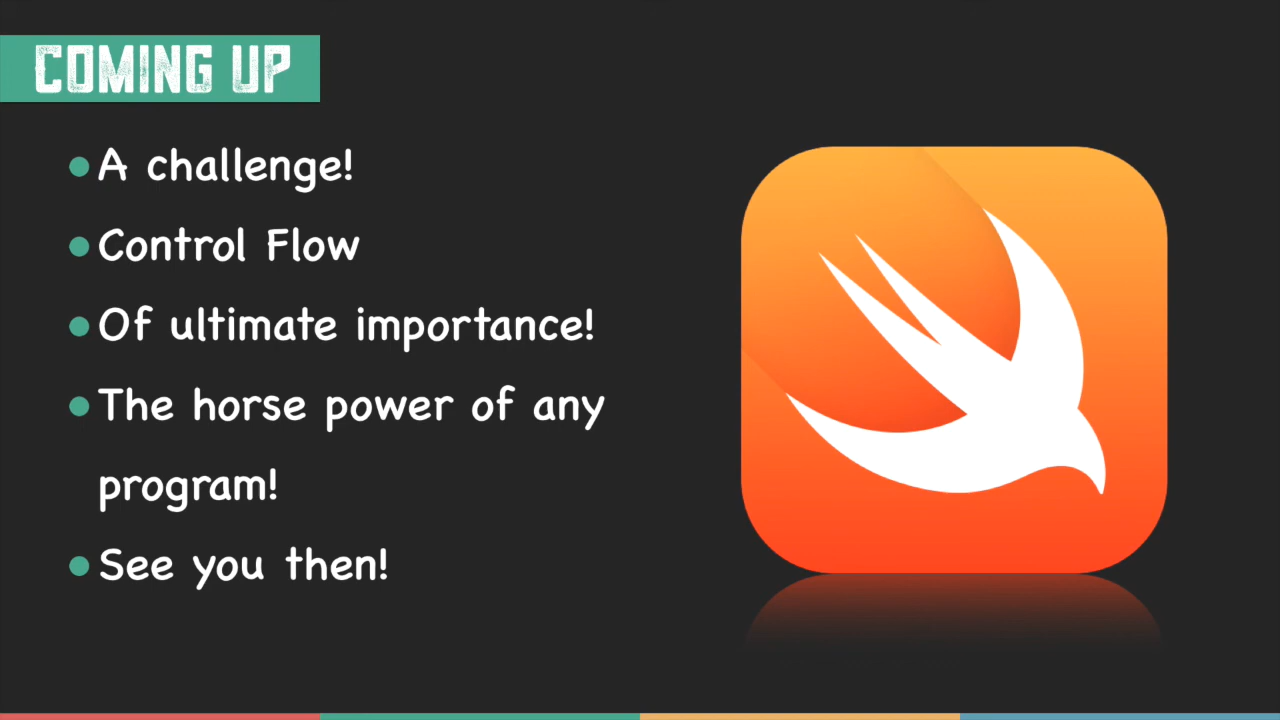 COMING UP
A challenge!
Control Flow
Of ultimate importance!
The horse power of any
program!
See you then!